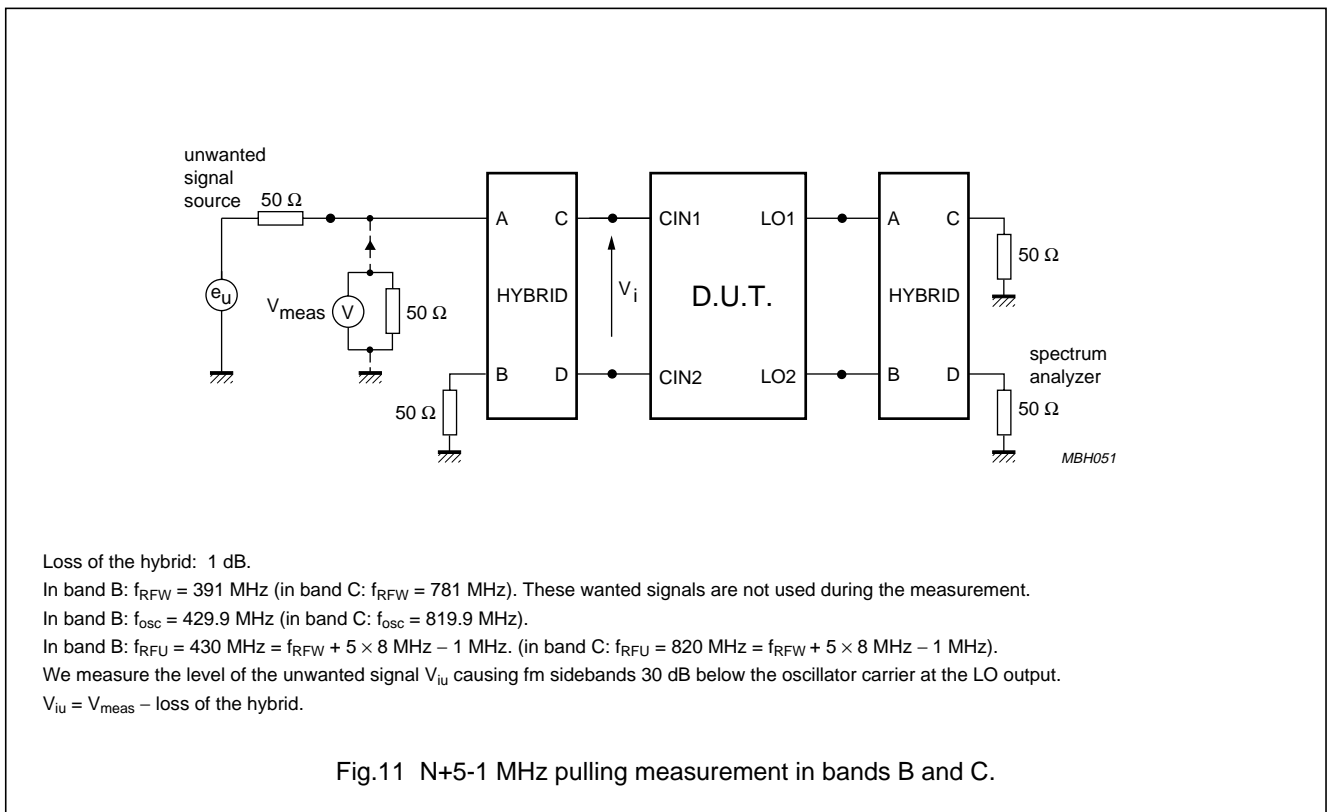 unwanted
signal
source
50 Ω
e_u
V_meas
V
50 Ω
A
C
HYBRID
B
D
50 Ω
V_i
CIN1
LO1
D.U.T.
CIN2
LO2
A
C
HYBRID
B
D
50 Ω
spectrum
analyzer
50 Ω
MBH051
Loss of the hybrid: 1 dB.
In band B: f_RFW = 391 MHz (in band C: f_RFW = 781 MHz). These wanted signals are not used during the measurement.
In band B: f_osc = 429.9 MHz (in band C: f_osc = 819.9 MHz).
In band B: f_RFU = 430 MHz = f_RFW + 5 × 8 MHz − 1 MHz. (in band C: f_RFU = 820 MHz = f_RFW + 5 × 8 MHz − 1 MHz).
We measure the level of the unwanted signal V_iu causing fm sidebands 30 dB below the oscillator carrier at the LO output.
V_iu = V_meas − loss of the hybrid.
Fig.11 N+5-1 MHz pulling measurement in bands B and C.